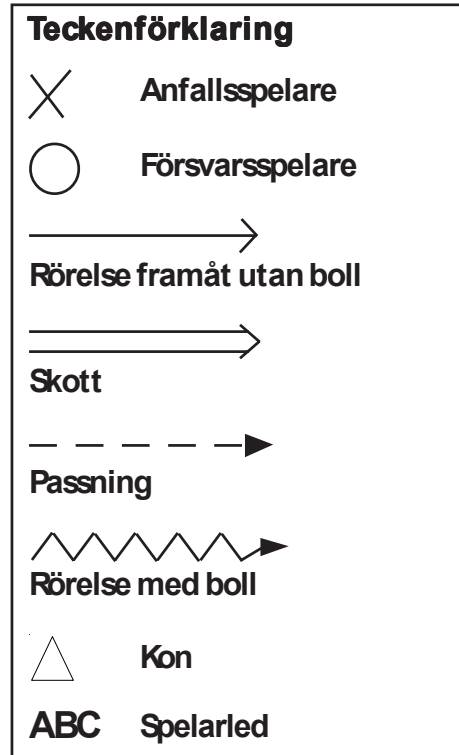 Teckenförklaring
Anfallsspelare
Försvarsspelare
Rörelse framåt utan boll
Skott
Passning
Rörelse med boll
Kon
ABC Spelarled